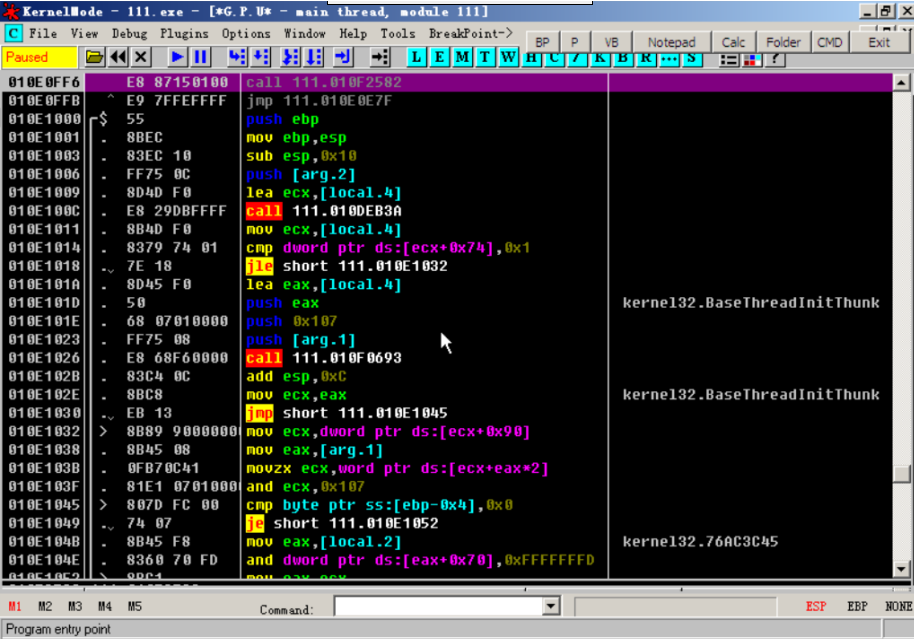 KernelMode - 111.exe - [*G.P.U* - main thread, module 111]
C File View Debug Plugins Options Window Help Tools BreakPoint->
BP P VB Notepad Calc Folder CMD Exit
Paused L E M T W H C / K B R ... S ?
010E0FF6 E8 87150100 call 111.010F2582
010E0FFB ^ E9 7FFEFFFF jmp 111.010E0E7F
010E1000 $ 55 push ebp
010E1001 . 8BEC mov ebp,esp
010E1003 . 83EC 10 sub esp,0x10
010E1006 . FF75 0C push [arg.2]
010E1009 . 8D4D F0 lea ecx,[local.4]
010E100C . E8 29DBFFFF call 111.010DEB3A
010E1011 . 8B4D F0 mov ecx,[local.4]
010E1014 . 8379 74 01 cmp dword ptr ds:[ecx+0x74],0x1
010E1018 . 7E 18 jle short 111.010E1032
010E101A . 8D45 F0 lea eax,[local.4]
010E101D . 50 push eax kernel32.BaseThreadInitThunk
010E101E . 68 07010000 push 0x107
010E1023 . FF75 08 push [arg.1]
010E1026 . E8 68F60000 call 111.010F0693
010E102B . 83C4 0C add esp,0xC
010E102E . 8BC8 mov ecx,eax kernel32.BaseThreadInitThunk
010E1030 . EB 13 jmp short 111.010E1045
010E1032 > 8B89 9000000 mov ecx,dword ptr ds:[ecx+0x90]
010E1038 . 8B45 08 mov eax,[arg.1]
010E103B . 0FB70C41 movzx ecx,word ptr ds:[ecx+eax*2]
010E103F . 81E1 0701000 and ecx,0x107
010E1045 > 807D FC 00 cmp byte ptr ss:[ebp-0x4],0x0
010E1049 . 74 07 je short 111.010E1052
010E104B . 8B45 F8 mov eax,[local.2] kernel32.76AC3C45
010E104E . 8360 70 FD and dword ptr ds:[eax+0x70],0xFFFFFFFD
010E1052 > 8BC1 mov eax,ecx
M1 M2 M3 M4 M5 Command: ESP EBP NONE
Program entry point